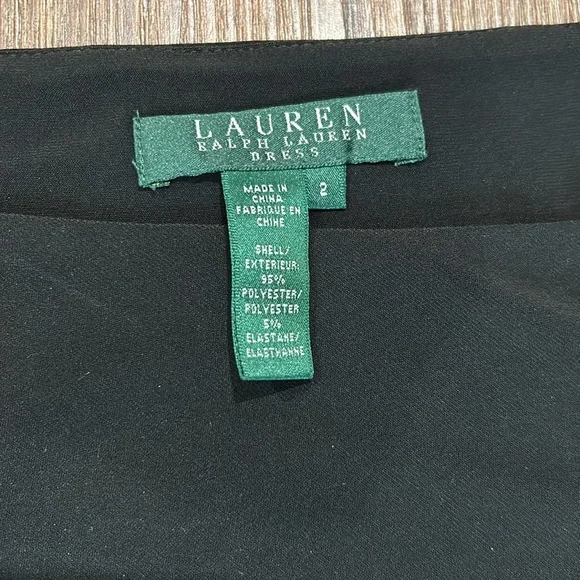 LAUREN
RALPH LAUREN
DRESS
2
MADE IN
CHINA
FABRIQUE EN
CHINE
SHELL/
EXTERIEUR:
95%
POLYESTER/
POLYESTER
5%
ELASTANE/
ELASTHANNE